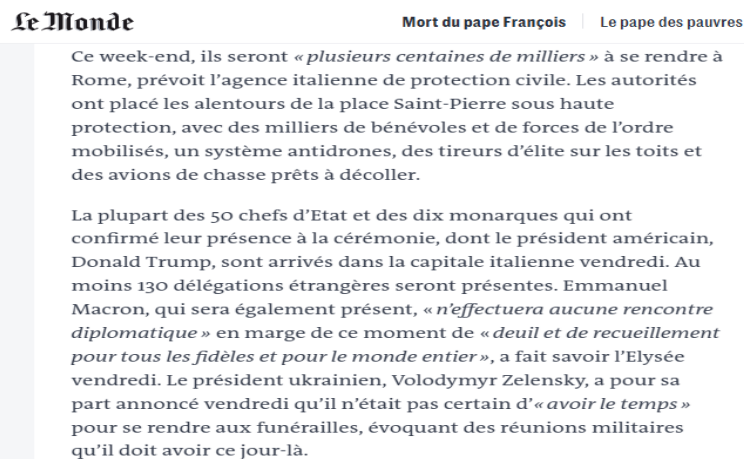 Le Monde
Mort du pape François
Le pape des pauvres
Ce week-end, ils seront « plusieurs centaines de milliers » à se rendre à
Rome, prévoit l’agence italienne de protection civile. Les autorités
ont placé les alentours de la place Saint-Pierre sous haute
protection, avec des milliers de bénévoles et de forces de l’ordre
mobilisés, un système antidrones, des tireurs d’élite sur les toits et
des avions de chasse prêts à décoller.
La plupart des 50 chefs d’Etat et des dix monarques qui ont
confirmé leur présence à la cérémonie, dont le président américain,
Donald Trump, sont arrivés dans la capitale italienne vendredi. Au
moins 130 délégations étrangères seront présentes. Emmanuel
Macron, qui sera également présent, « n’effectuera aucune rencontre
diplomatique » en marge de ce moment de « deuil et de recueillement
pour tous les fidèles et pour le monde entier », a fait savoir l’Elysée
vendredi. Le président ukrainien, Volodymyr Zelensky, a pour sa
part annoncé vendredi qu’il n’était pas certain d’« avoir le temps »
pour se rendre aux funérailles, évoquant des réunions militaires
qu’il doit avoir ce jour-là.